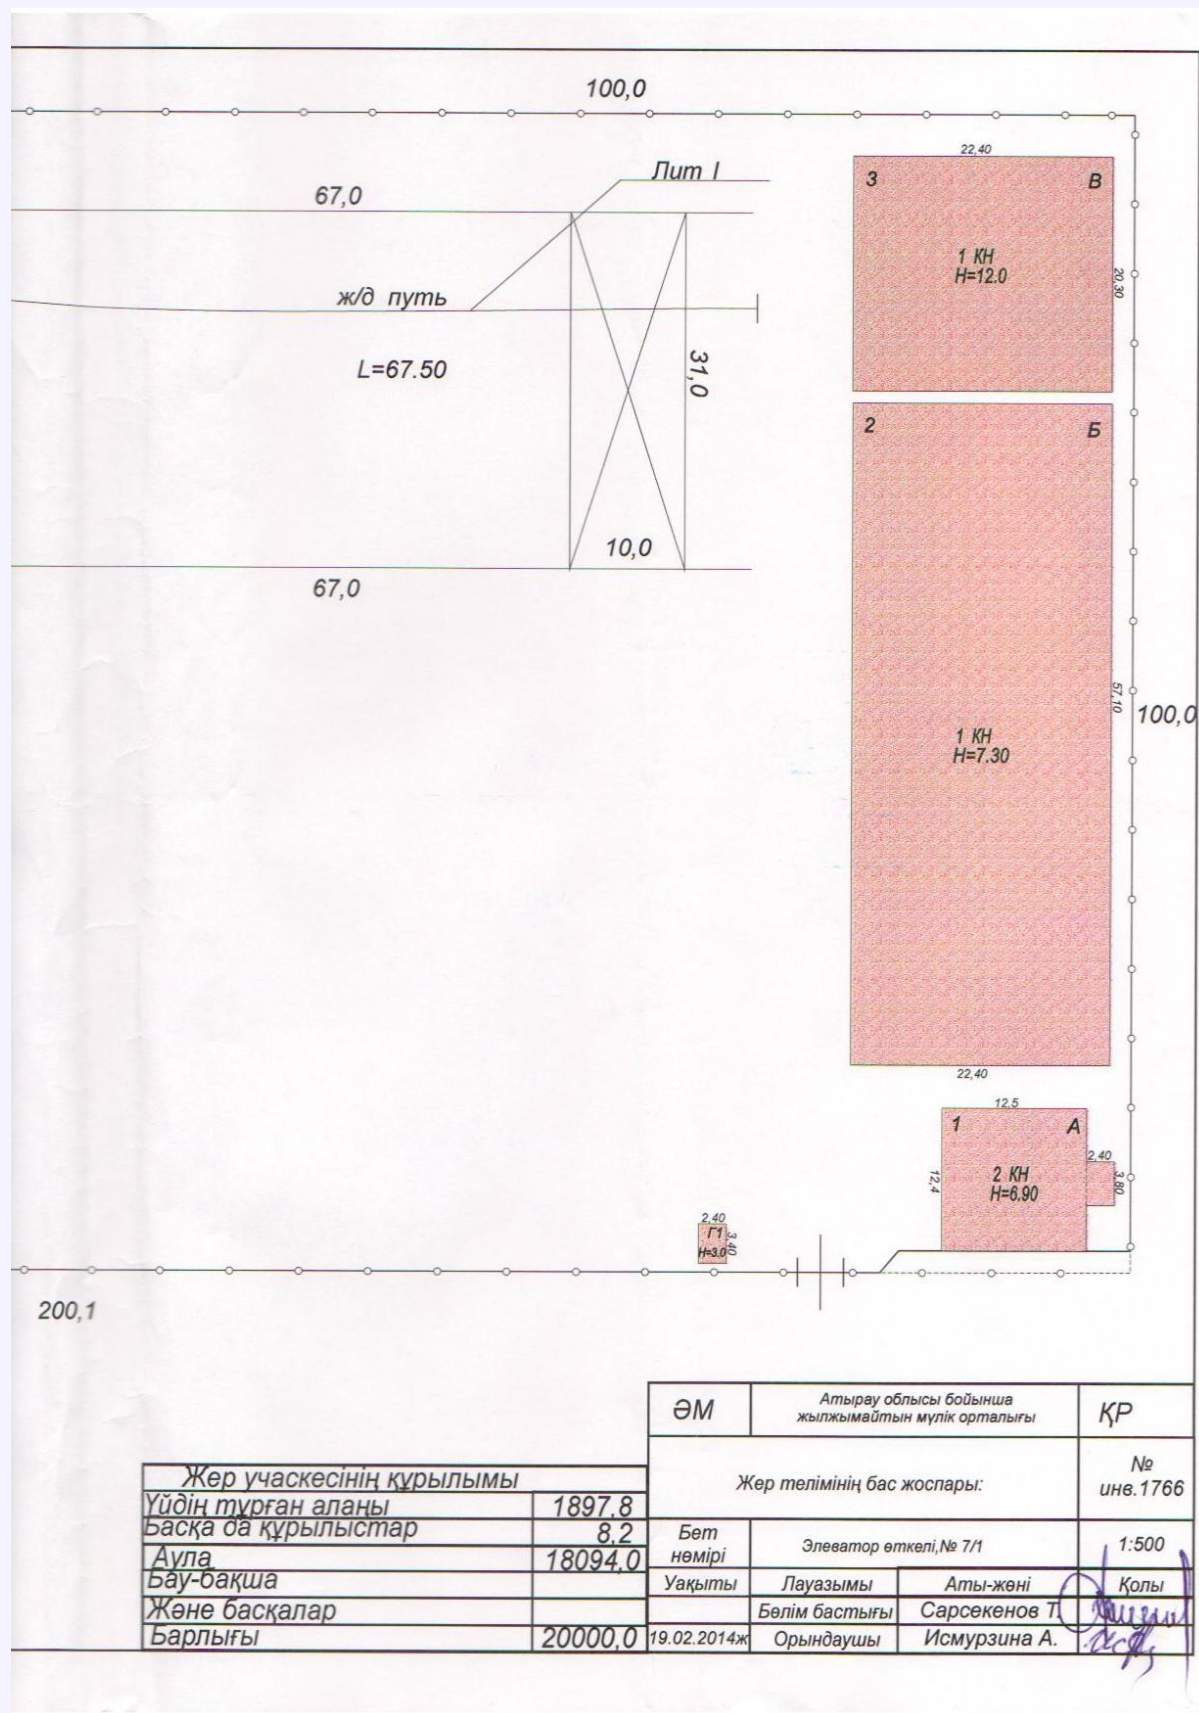 100,0
22,40
3
В
1 КН
Н=12.0
20,30
Лит I
67,0
ж/д путь
L=67.50
31,0
10,0
67,0
2
Б
1 КН
Н=7.30
57,10
100,0
22,40
12,5
1
А
2 КН
Н=6.90
12,4
2,40
3,80
2,40
Г1
Н=3.0
3,40
200,1
ӘМ
Атырау облысы бойынша
жылжымайтын мүлік орталығы
ҚР
Жер телімінің бас жоспары:
№
инв.1766
Бет
нөмірі
Элеватор өткелі,№ 7/1
1:500
Уақыты
Лауазымы
Аты-жөні
Қолы
Бөлім бастығы
Сарсекенов Т.
19.02.2014ж
Орындаушы
Исмурзина А.
Жер учаскесінің құрылымы
Үйдің тұрған алаңы 1897,8
Басқа да құрылыстар 8,2
Аула 18094,0
Бау-бақша
Және басқалар
Барлығы 20000,0